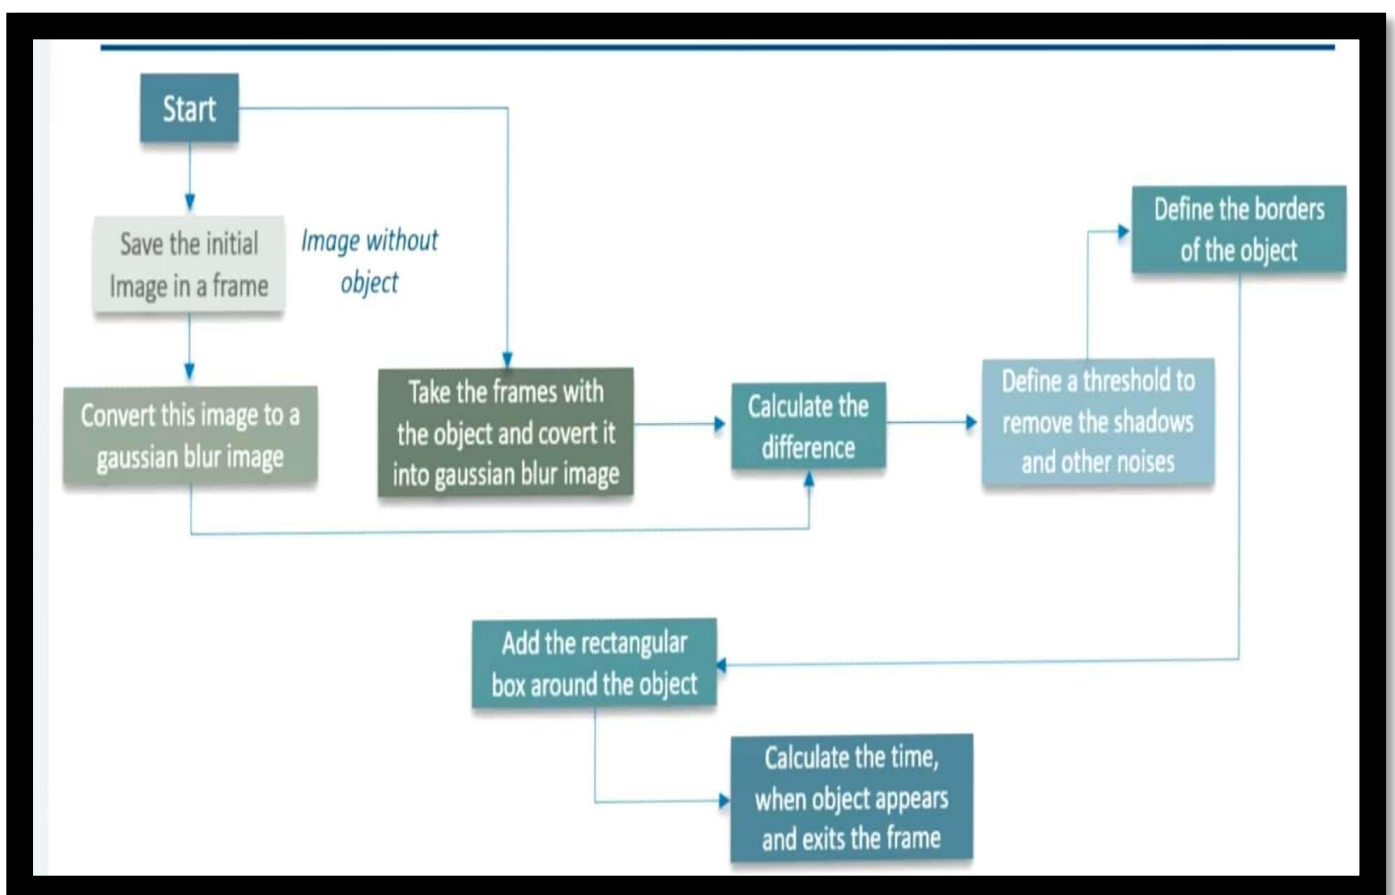 Start
Save the initial
Image in a frame
Image without
object
Convert this image to a
gaussian blur image
Take the frames with
the object and covert it
into gaussian blur image
Calculate the
difference
Define a threshold to
remove the shadows
and other noises
Define the borders
of the object
Add the rectangular
box around the object
Calculate the time,
when object appears
and exits the frame